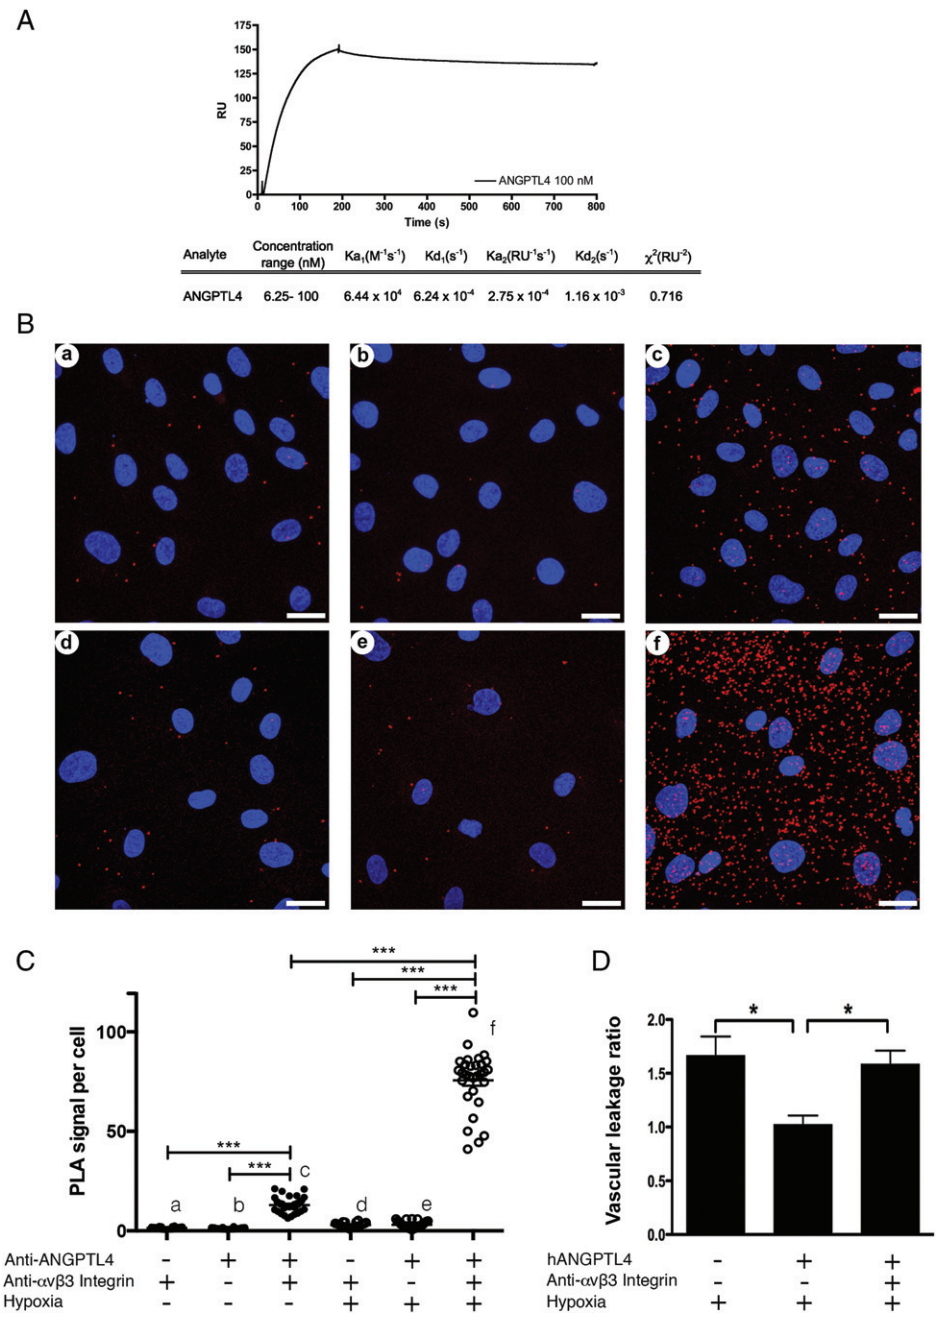 A
175
150
125
100
75
50
25
0
RU
0 100 200 300 400 500 600 700 800
Time (s)
ANGPTL4 100 nM
Analyte Concentration range (nM) Ka1(M-1s-1) Kd1(s-1) Ka2(RU-1s-1) Kd2(s-1) χ2(RU-2)
ANGPTL4 6.25- 100 6.44 x 104 6.24 x 10-4 2.75 x 10-4 1.16 x 10-3 0.716
B
a b c
d e f
C
PLA signal per cell
100
50
0
***
***
***
***
***
a b c d e f
Anti-ANGPTL4 - + + - + +
Anti-αvβ3 Integrin + - + + - +
Hypoxia - - - + + +
D
Vascular leakage ratio
2.0
1.5
1.0
0.5
0.0
* *
hANGPTL4 - + +
Anti-αvβ3 Integrin - - +
Hypoxia + + +